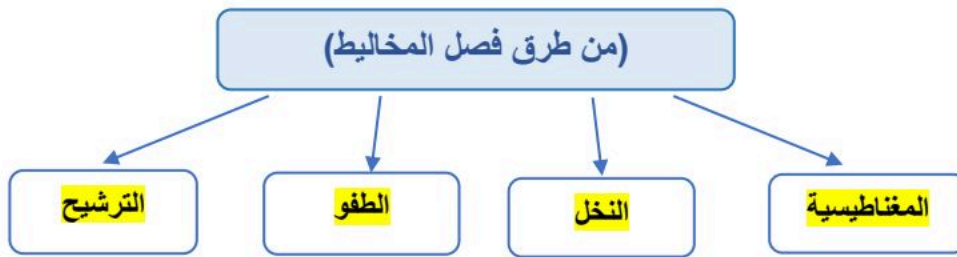 (من طرق فصل المخاليط)
المغناطيسية
النخل
الطفو
الترشيح